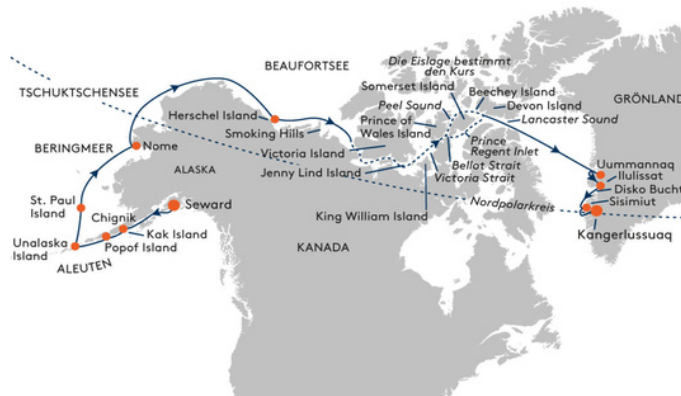 BEAUFORTSEE
Die Eislage bestimmt
den Kurs
Somerset Island
Beechey Island
TSCHUKTSCHENSEE
Peel Sound
Devon Island
GRÖNLAND
Herschel Island
Prince of
Wales Island
Lancaster Sound
Smoking Hills
BERINGMEER
Nome
Victoria Island
Prince
Regent Inlet
Jenny Lind Island
Bellot Strait
Victoria Strait
Uummannaq
Ilulissat
ALASKA
Disko Bucht
St. Paul
Island
Chignik
Seward
King William Island
Nordpolarkreis
Sisimiut
Kak Island
Kangerlussuaq
Unalaska
Island
Popof Island
KANADA
ALEUTEN